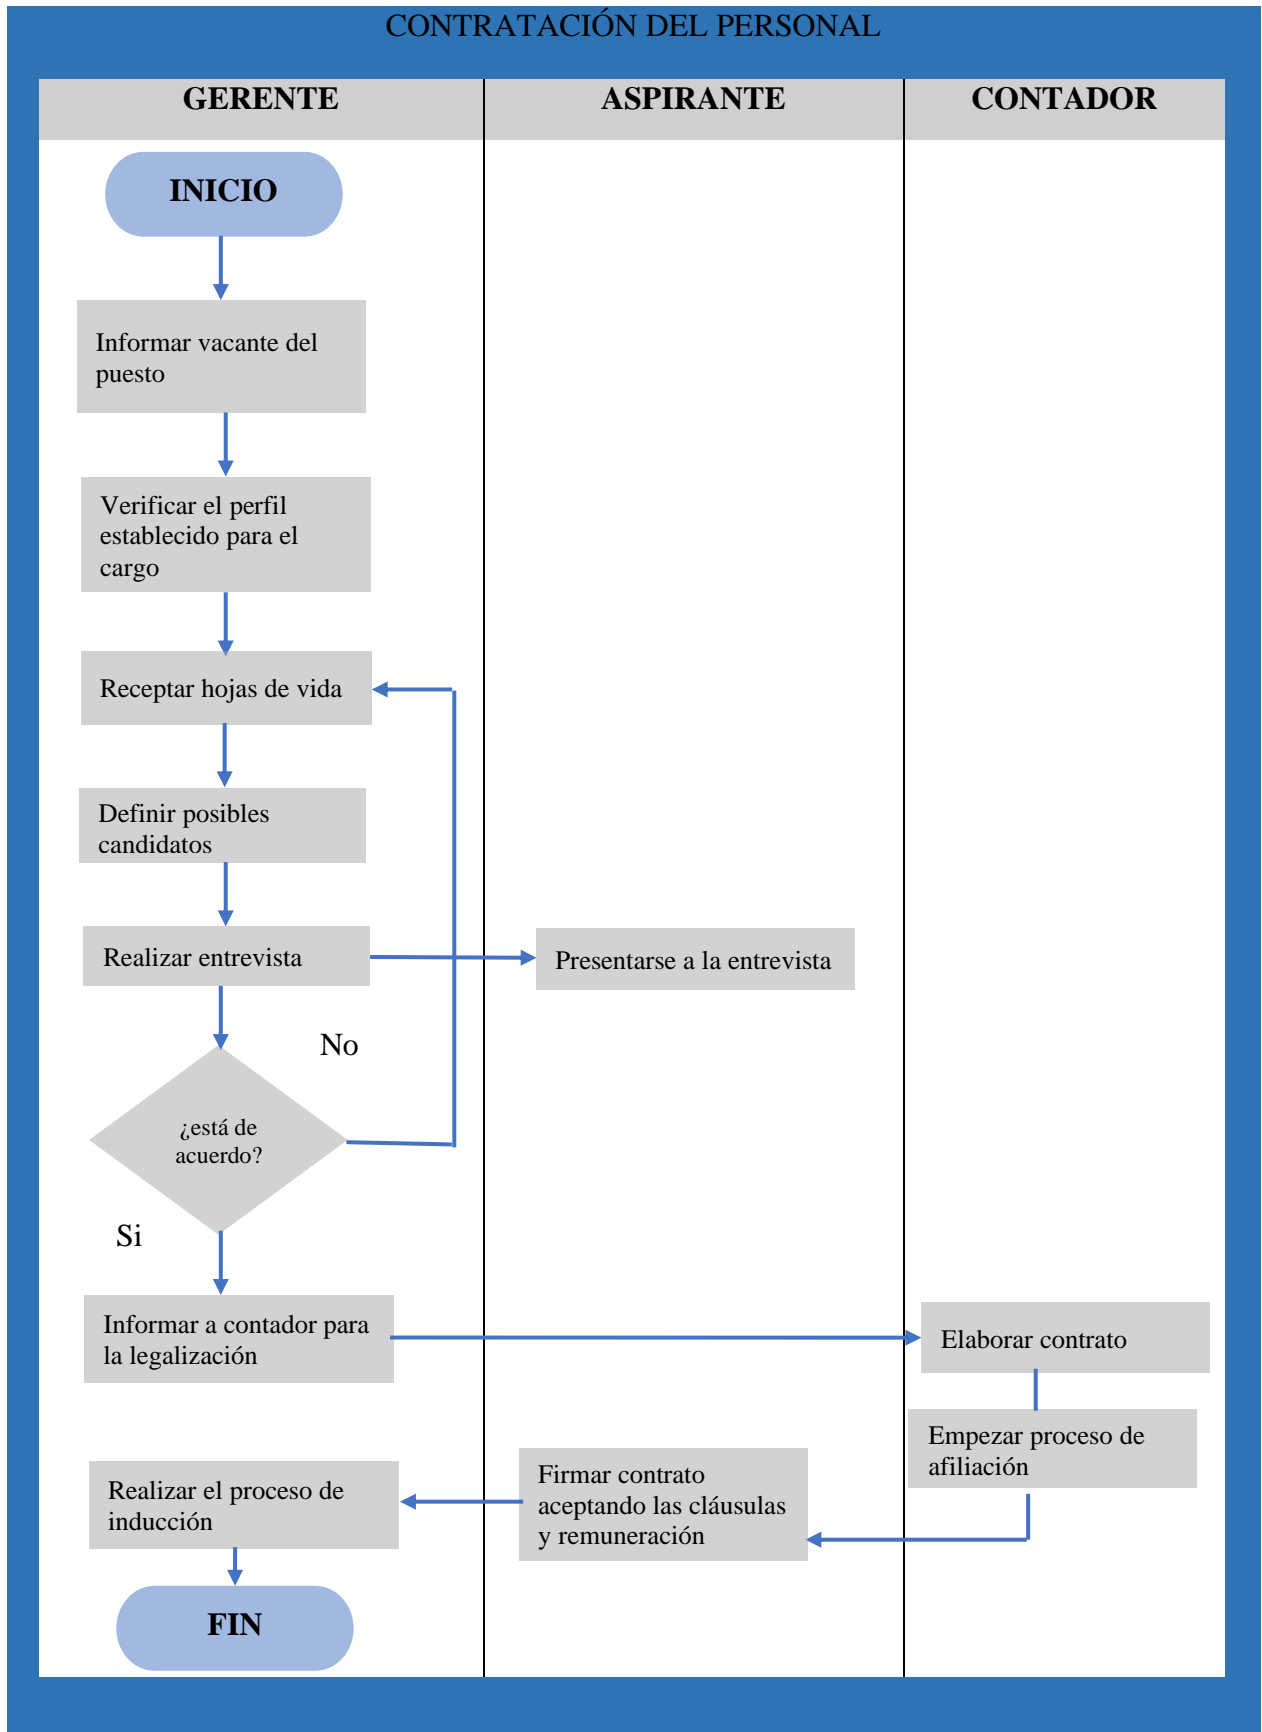 CONTRATACIÓN DEL PERSONAL
GERENTE
ASPIRANTE
CONTADOR
INICIO
Informar vacante del
puesto
Verificar el perfil
establecido para el
cargo
Receptar hojas de vida
Definir posibles
candidatos
Realizar entrevista
Presentarse a la entrevista
No
¿está de
acuerdo?
Si
Informar a contador para
la legalización
Elaborar contrato
Empezar proceso de
afiliación
Firmar contrato
aceptando las cláusulas
y remuneración
Realizar el proceso de
inducción
FIN